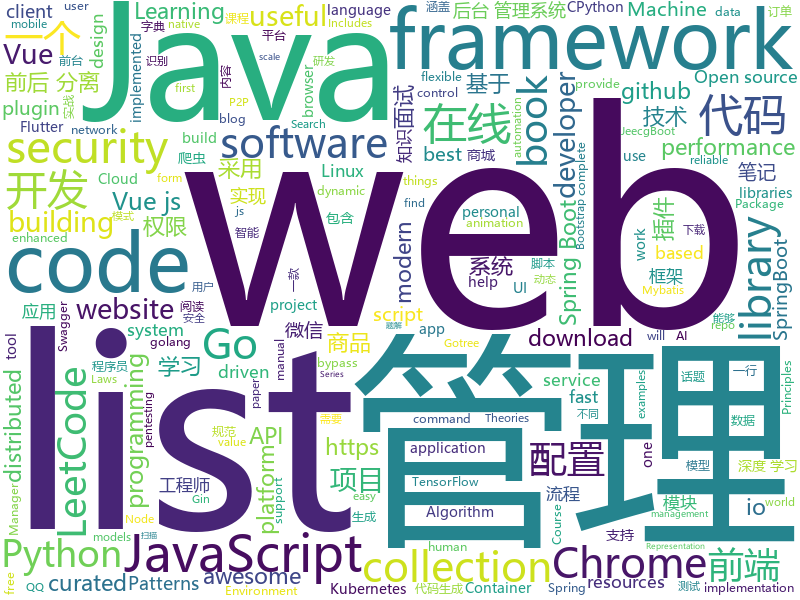 client
mobile
user
Includes
native
字典
Learning
useful
课程
language
design
平台
识别
研发
内容
scale
后台 管理系统
涵盖
CPython
订单
Machine
data
一个
Vue
前后 分离
前台
实战
plugin
implemented
first
P2P
browser
Java
framework
知识
面试
flexible
control
基于
Open source
github
代码
Flutter
network
build
blog
Search
在线
book
developer
技术
JeecgBoot
security
software
best
商城
automation
performance
爬虫
Cloud
采用
Linux
provide
use
reliable
笔记
开发
Vue js
form
things
dynamic
js
libraries
Package
实现
find
personal
Spring Boot
Bootstrap
complete
插件
下载
building
权限
模式
智能
包含
animation
modern
library
work
based
enhanced
code
用户
一款
系统
脚本
动态
UI
help
框架
Mybatis
SpringBoot
web
应用
website
阅读
安全
project
script
能够
Swagger
system
golang
微信
app
will
AI
repo
题解
list
管理
tool
Go
商品
download
Laws
程序员
学习
driven
paper
manual
bypass
Series
service
fast
不同
examples
话题
一行
Principles
distributed
LeetCode
programming
pentesting
API
https
command
Theories
application
数据
配置
one
工程师
规范
value
嘉要
platform
support
项目
TensorFlow
流程
模型
深度 学习
io
world
Manager
Gin
easy
Algorithm
模块
management
Python
JavaScript
Node
扫描
生成
human
Course
支持
Chrome
前端
Representation
free
curated
Patterns
models
awesome
collection
resources
QQ
Environment
Kubernetes
代码生成
Container
Spring
测试
implementation
Gotree